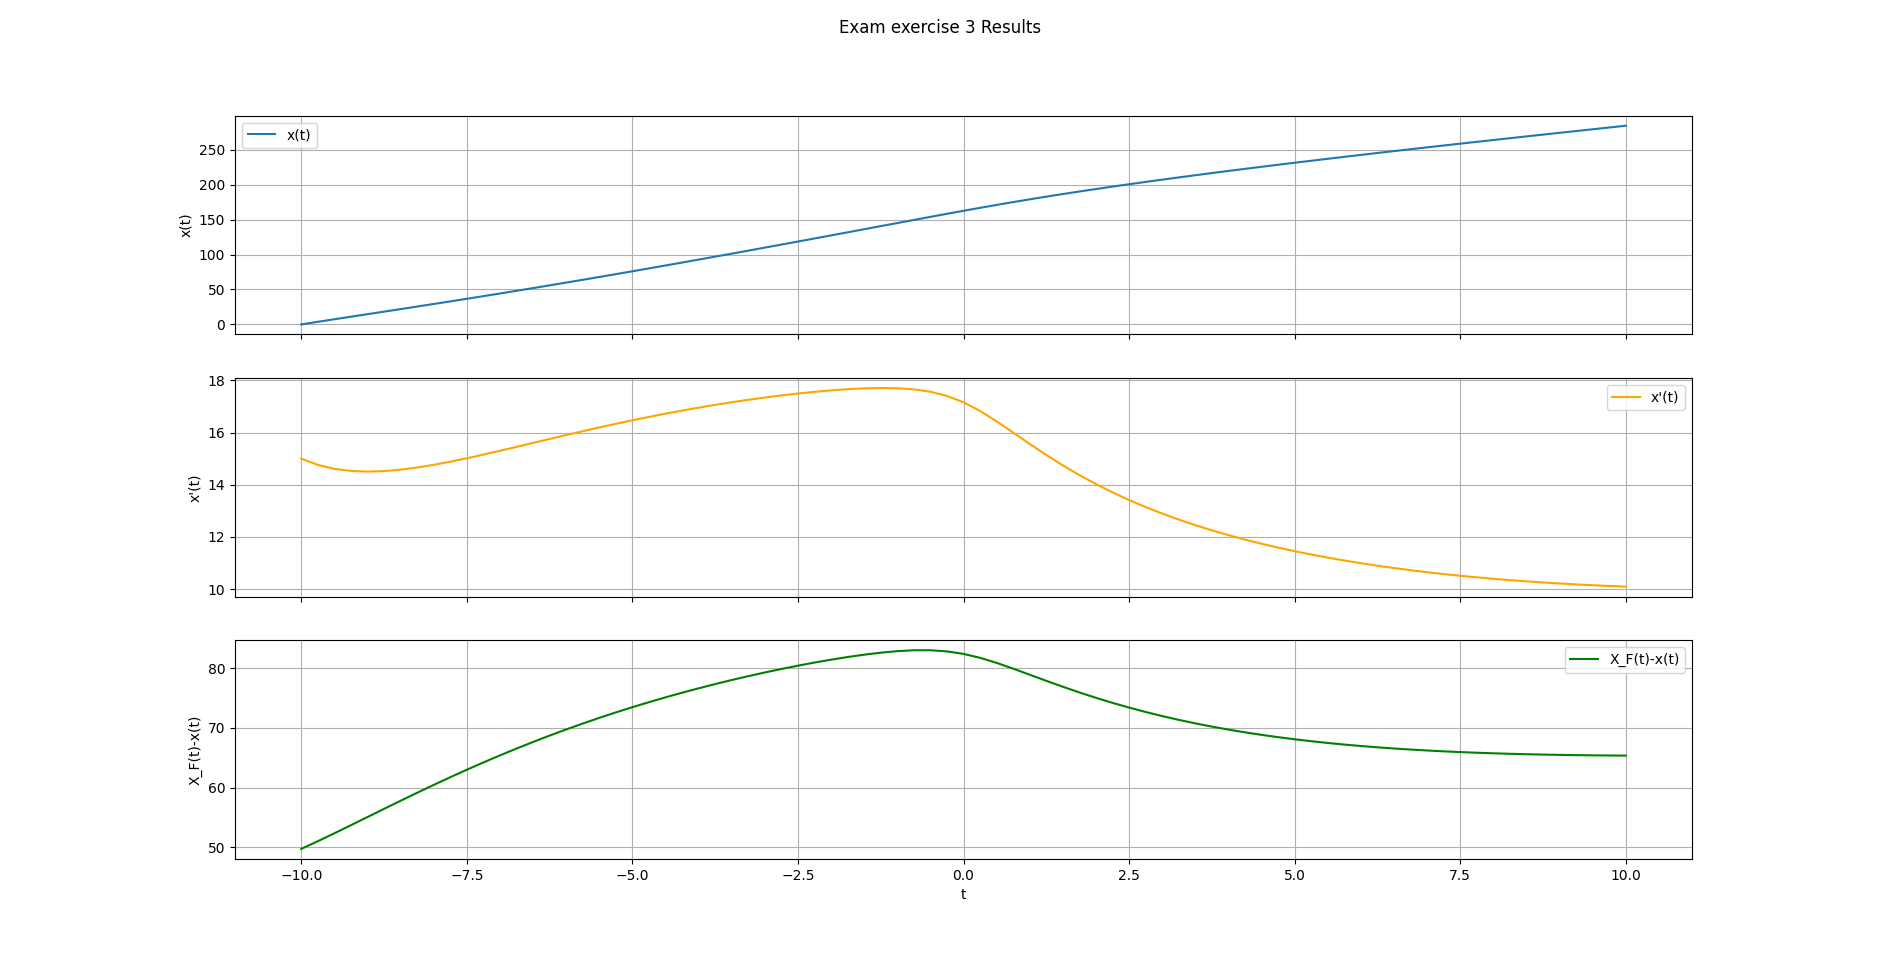 Exam exercise 3 Results
x(t)
x(t)
250
200
150
100
50
0
x'(t)
x'(t)
18
16
14
12
10
X_F(t)-x(t)
X_F(t)-x(t)
80
70
60
50
−10.0 −7.5 −5.0 −2.5 0.0 2.5 5.0 7.5 10.0
t